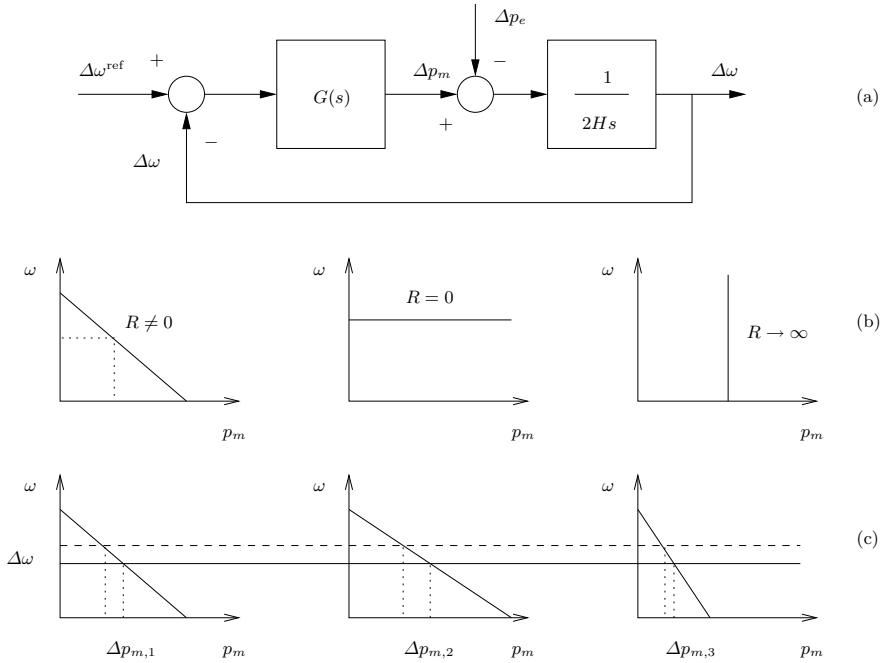 Δp_e
Δω^ref
+
G(s)
Δp_m
−
+
1
2Hs
Δω
(a)
−
Δω
ω
R ≠ 0
p_m
ω
R = 0
p_m
ω
R → ∞
p_m
(b)
ω
ω
ω
(c)
Δω
Δp_{m,1}
p_m
Δp_{m,2}
p_m
Δp_{m,3}
p_m